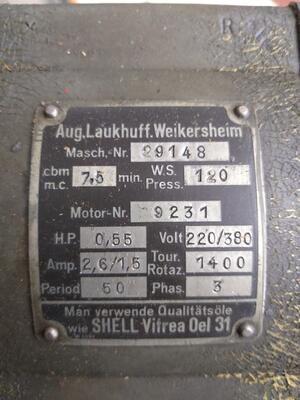 Aug. Laukhuff. Weikersheim
Masch.-Nr. 29148
cbm m.c. 7,5 min. W.S. Press. 120
Motor-Nr. 9231
H.P. 0,55 Volt 220/380
Amp. 2,6/1,5 Tour. Rotaz. 1400
Period 50 Phas. 3
Man verwende Qualitätsöle
wie SHELL Vitrea Oel 31